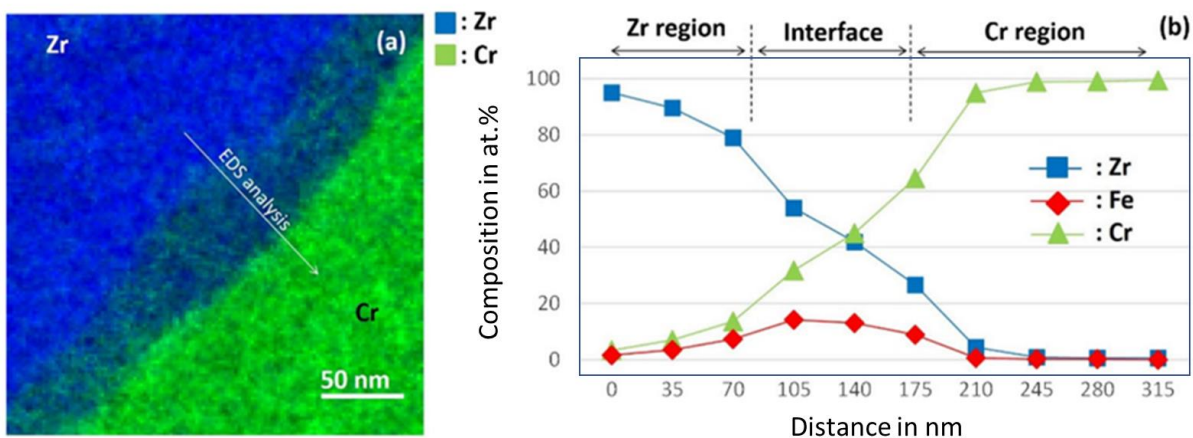 Zr
(a)
: Zr
: Cr
EDS analysis
Cr
50 nm
Zr region
Interface
Cr region
(b)
Composition in at.%
100
80
60
40
20
0
: Zr
: Fe
: Cr
0 35 70 105 140 175 210 245 280 315
Distance in nm